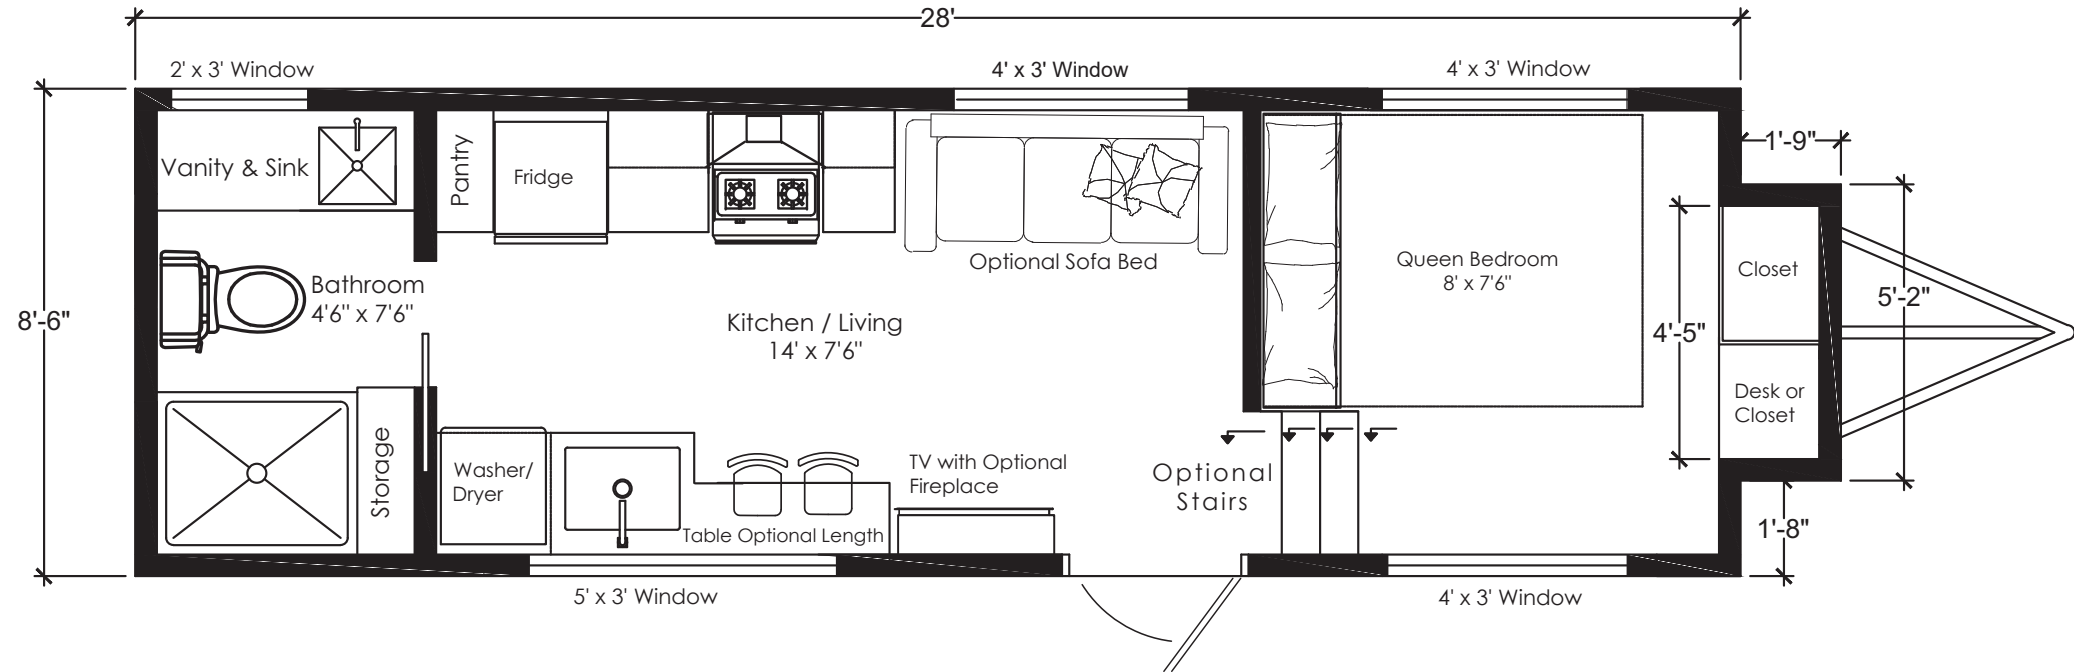 28'
2' x 3' Window
4' x 3' Window
4' x 3' Window
1'-9"
Vanity & Sink
Pantry
Fridge
Optional Sofa Bed
Queen Bedroom
8' x 7'6"
Closet
5'-2"
Bathroom
4'6" x 7'6"
8'-6"
Kitchen / Living
14' x 7'6"
4'-5"
Desk or
Closet
Storage
Washer/
Dryer
TV with Optional
Fireplace
Optional
Stairs
Table Optional Length
1'-8"
5' x 3' Window
4' x 3' Window